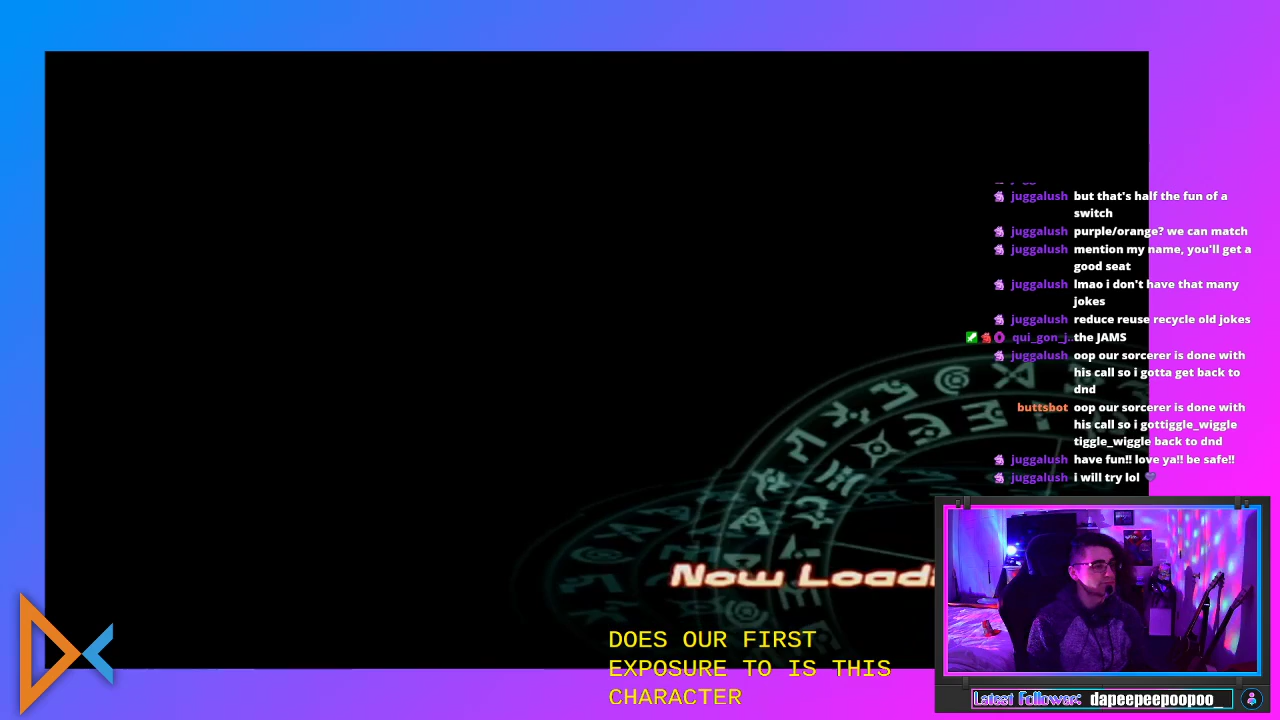 juggalush but that's half the fun of a
switch
juggalush purple/orange? we can match
juggalush mention my name, you'll get a
good seat
juggalush lmao i don't have that many
jokes
juggalush reduce reuse recycle old jokes
qui_gon_j.. the JAMS
juggalush oop our sorcerer is done with
his call so i gotta get back to
dnd
buttsbot oop our sorcerer is done with
his call so i gottiggle_wiggle
tiggle_wiggle back to dnd
juggalush have fun!! love ya!! be safe!!
juggalush i will try lol 💜
Now Loadi
DOES OUR FIRST
EXPOSURE TO IS THIS
CHARACTER
Latest Follower: dapeepeepoopoo_